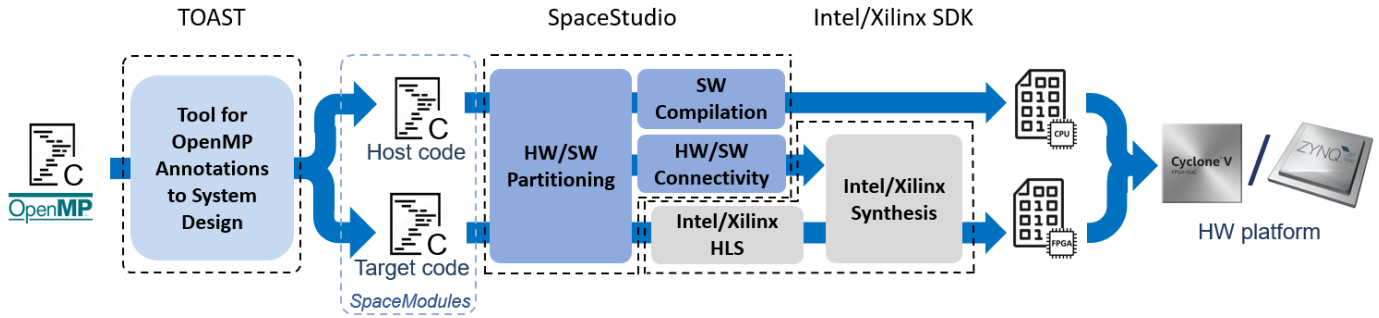 TOAST
SpaceStudio
Intel/Xilinx SDK
C
OpenMP
Tool for
OpenMP
Annotations
to System
Design
C
Host code
C
Target code
SpaceModules
HW/SW
Partitioning
SW
Compilation
HW/SW
Connectivity
Intel/Xilinx
HLS
Intel/Xilinx
Synthesis
CPU
FPGA
Cyclone V
FPGA+SoC
ZYNQ
HW platform